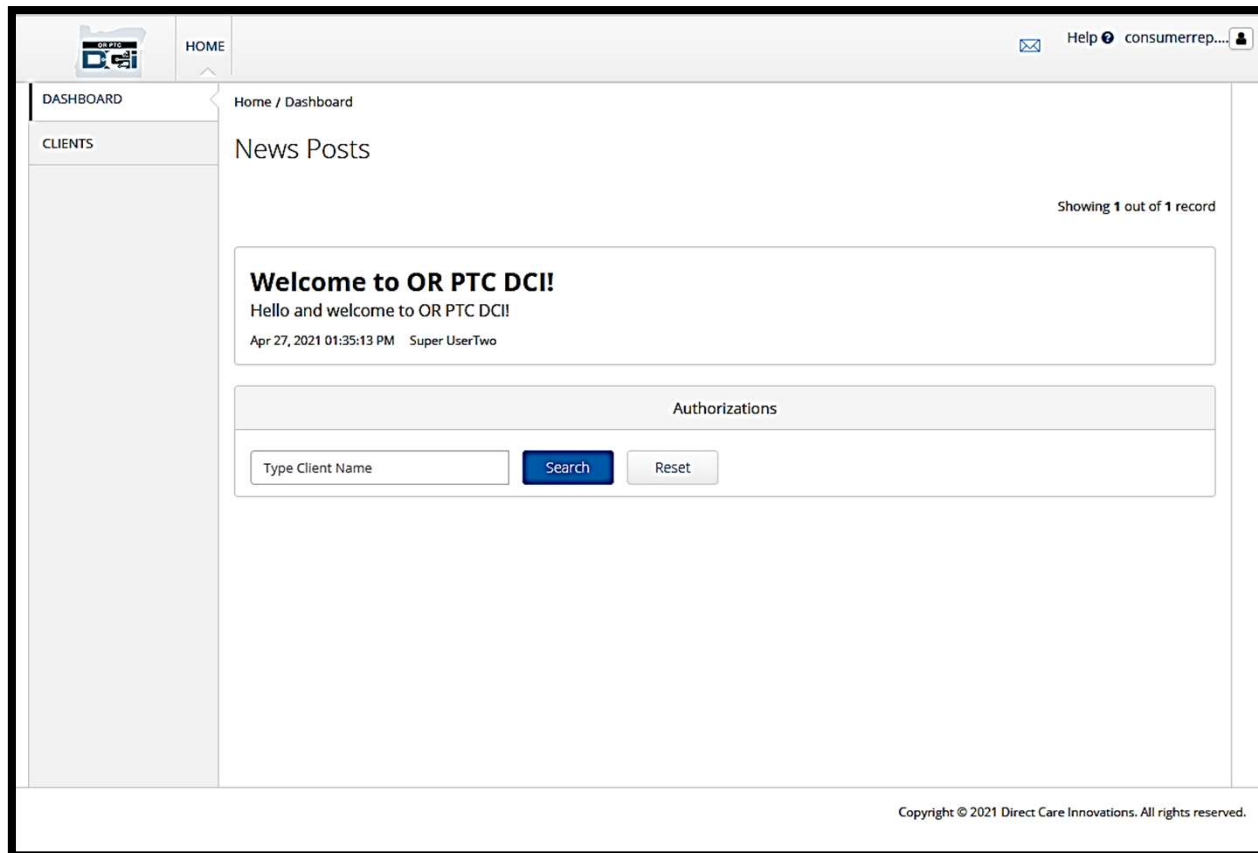 OR PTC
DCi
HOME
Help
consumerrep....
DASHBOARD
CLIENTS
Home / Dashboard
News Posts
Showing 1 out of 1 record
Welcome to OR PTC DCI!
Hello and welcome to OR PTC DCI!
Apr 27, 2021 01:35:13 PM Super UserTwo
Authorizations
Type Client Name
Search
Reset
Copyright © 2021 Direct Care Innovations. All rights reserved.